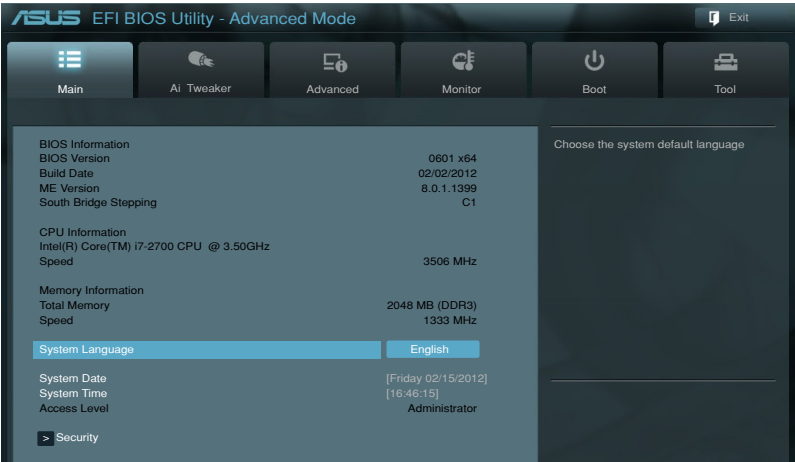 ASUS EFI BIOS Utility - Advanced Mode
Exit
Main
Ai Tweaker
Advanced
Monitor
Boot
Tool
BIOS Information
BIOS Version 0601 x64
Build Date 02/02/2012
ME Version 8.0.1.1399
South Bridge Stepping C1
CPU Information
Intel(R) Core(TM) i7-2700 CPU @ 3.50GHz
Speed 3506 MHz
Memory Information
Total Memory 2048 MB (DDR3)
Speed 1333 MHz
System Language English
System Date [Friday 02/15/2012]
System Time [16:46:15]
Access Level Administrator
> Security
Choose the system default language